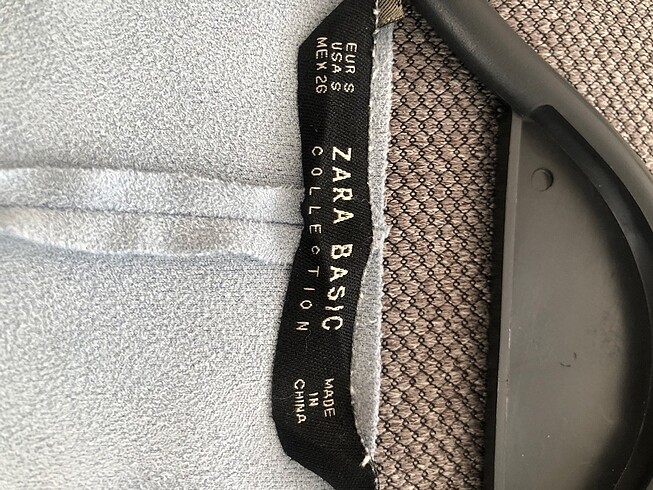 EUR S
USA S
MEX 26
ZARA BASIC
COLLECTION
MADE
IN
CHINA